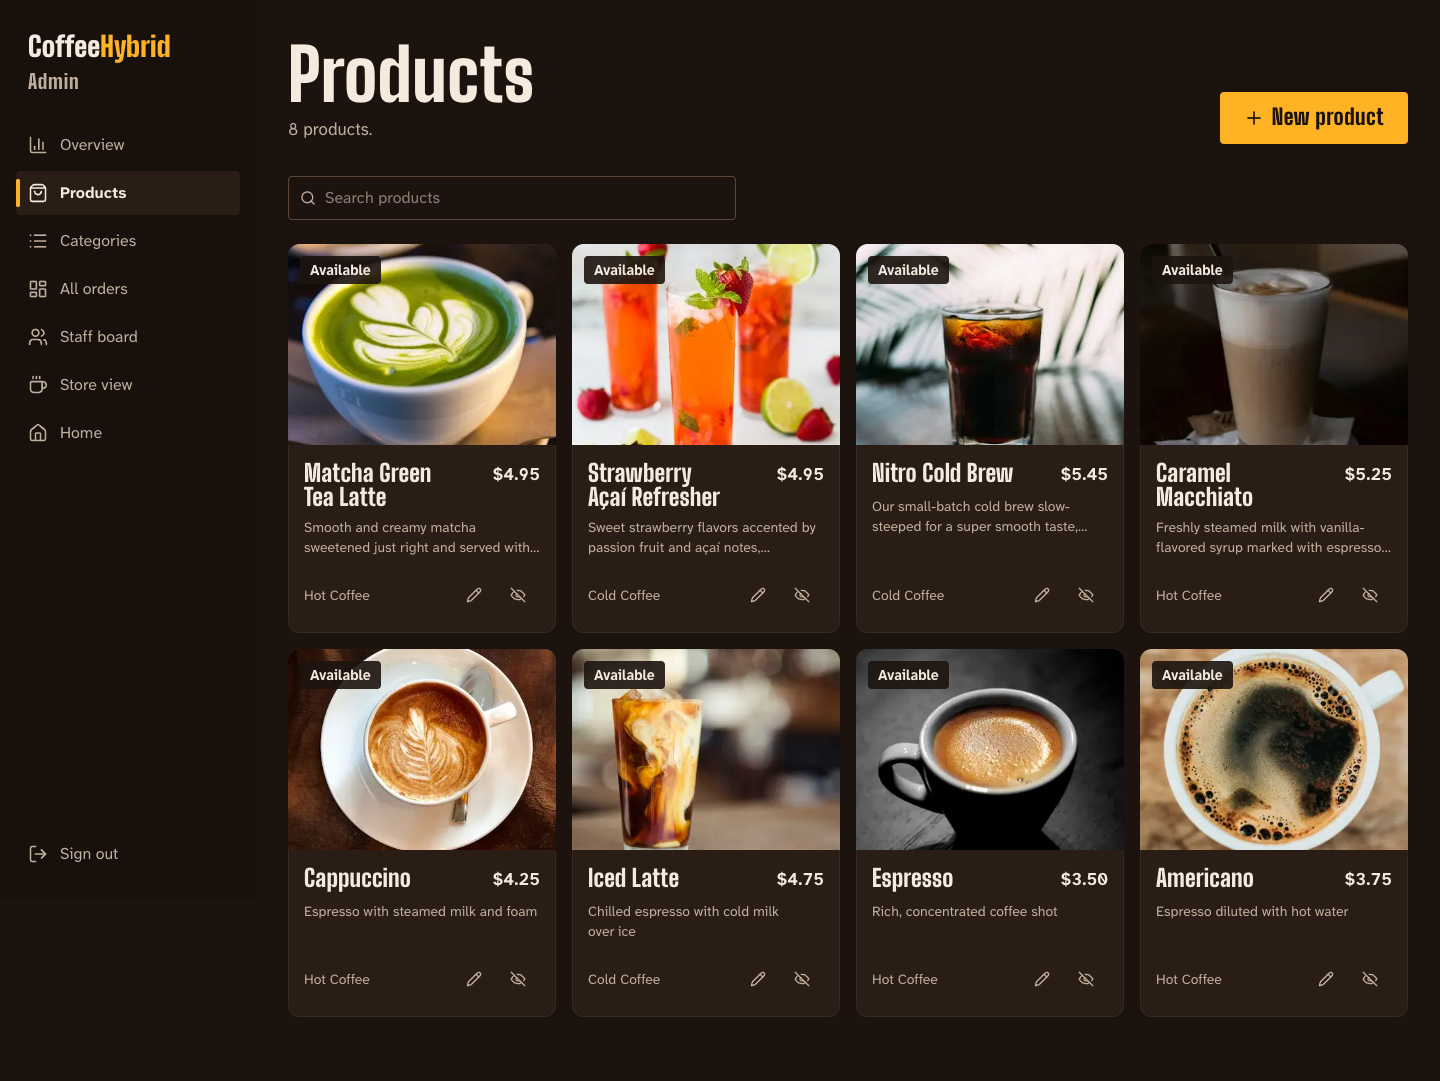 CoffeeHybrid
Admin
Overview
Products
Categories
All orders
Staff board
Store view
Home
Sign out
Products
8 products.
New product
Search products
Available
Matcha Green
Tea Latte
$4.95
Smooth and creamy matcha
sweetened just right and served with...
Hot Coffee
Available
Strawberry
Açaí Refresher
$4.95
Sweet strawberry flavors accented by
passion fruit and açaí notes,...
Cold Coffee
Available
Nitro Cold Brew
$5.45
Our small-batch cold brew slow-
steeped for a super smooth taste,...
Cold Coffee
Available
Caramel
Macchiato
$5.25
Freshly steamed milk with vanilla-
flavored syrup marked with espresso...
Hot Coffee
Available
Cappuccino
$4.25
Espresso with steamed milk and foam
Hot Coffee
Available
Iced Latte
$4.75
Chilled espresso with cold milk
over ice
Cold Coffee
Available
Espresso
$3.50
Rich, concentrated coffee shot
Hot Coffee
Available
Americano
$3.75
Espresso diluted with hot water
Hot Coffee